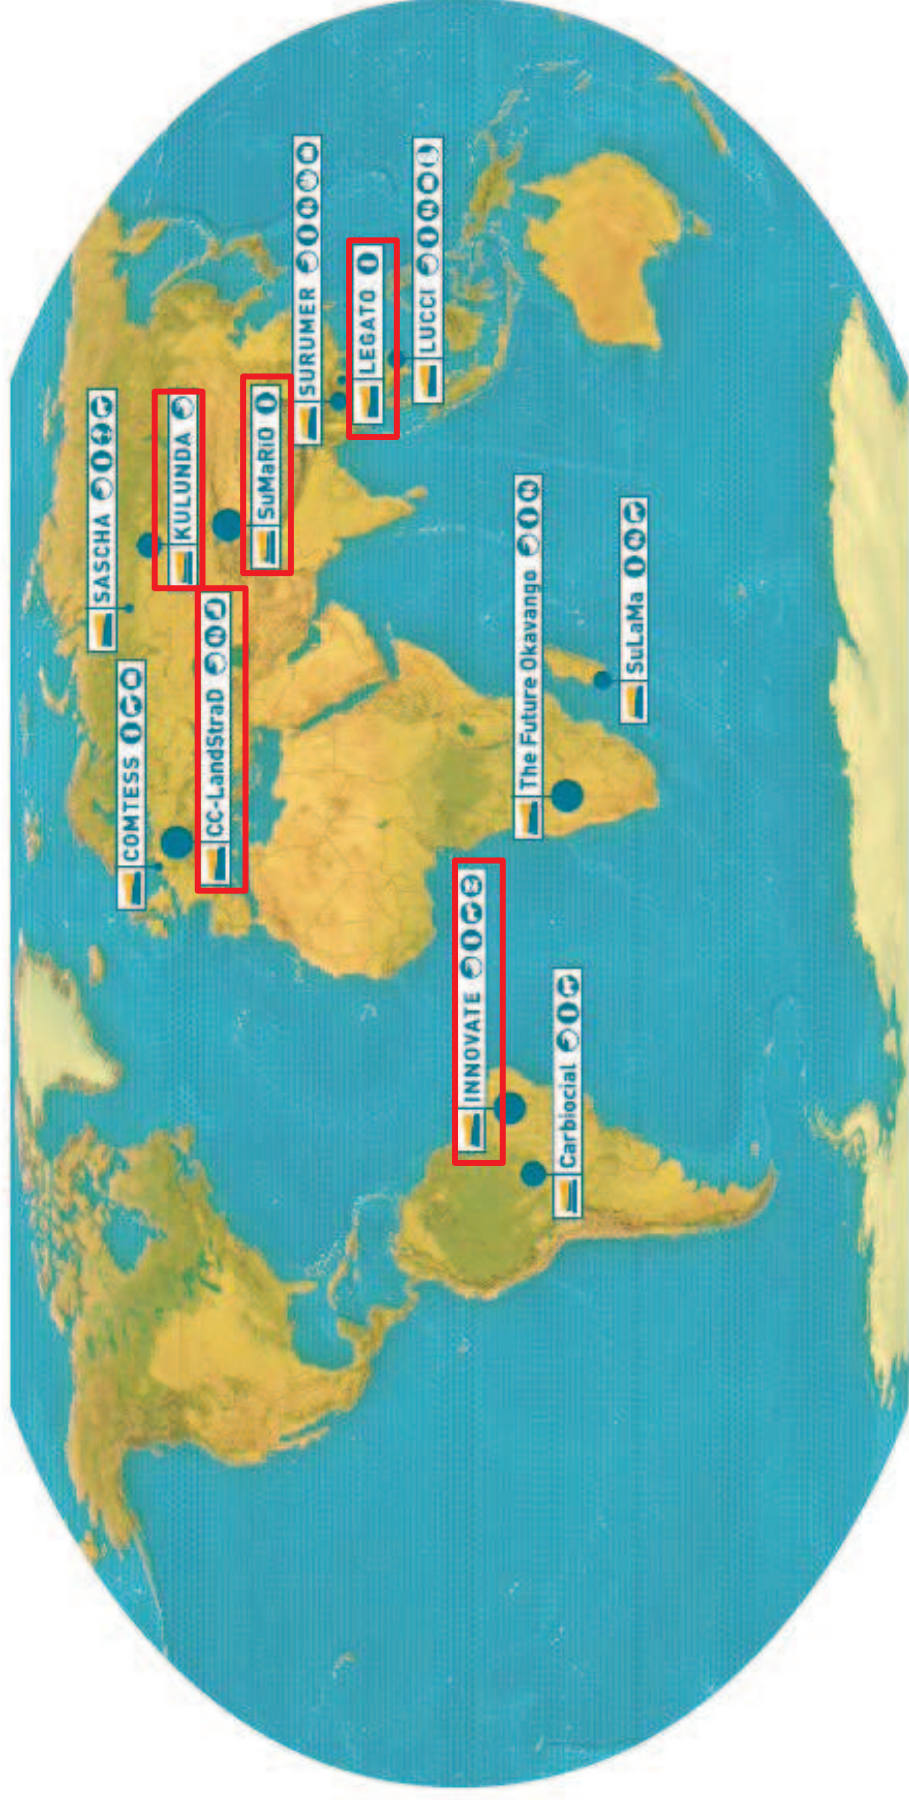 SASCHA
COMTESS
KULUNDA
CC-LandStraD
SuMaRiO
SURUMER
LEGATO
LUCCI
INNOVATE
The Future Okavango
Carbiocial
SuLaMa